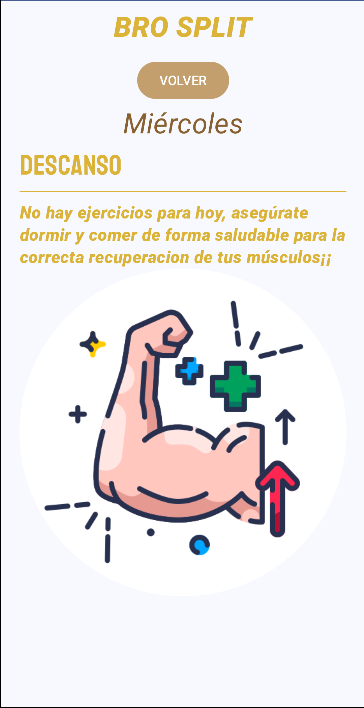 BRO SPLIT
VOLVER
Miércoles
DESCANSO
No hay ejercicios para hoy, asegúrate
dormir y comer de forma saludable para la
correcta recuperacion de tus músculos¡¡